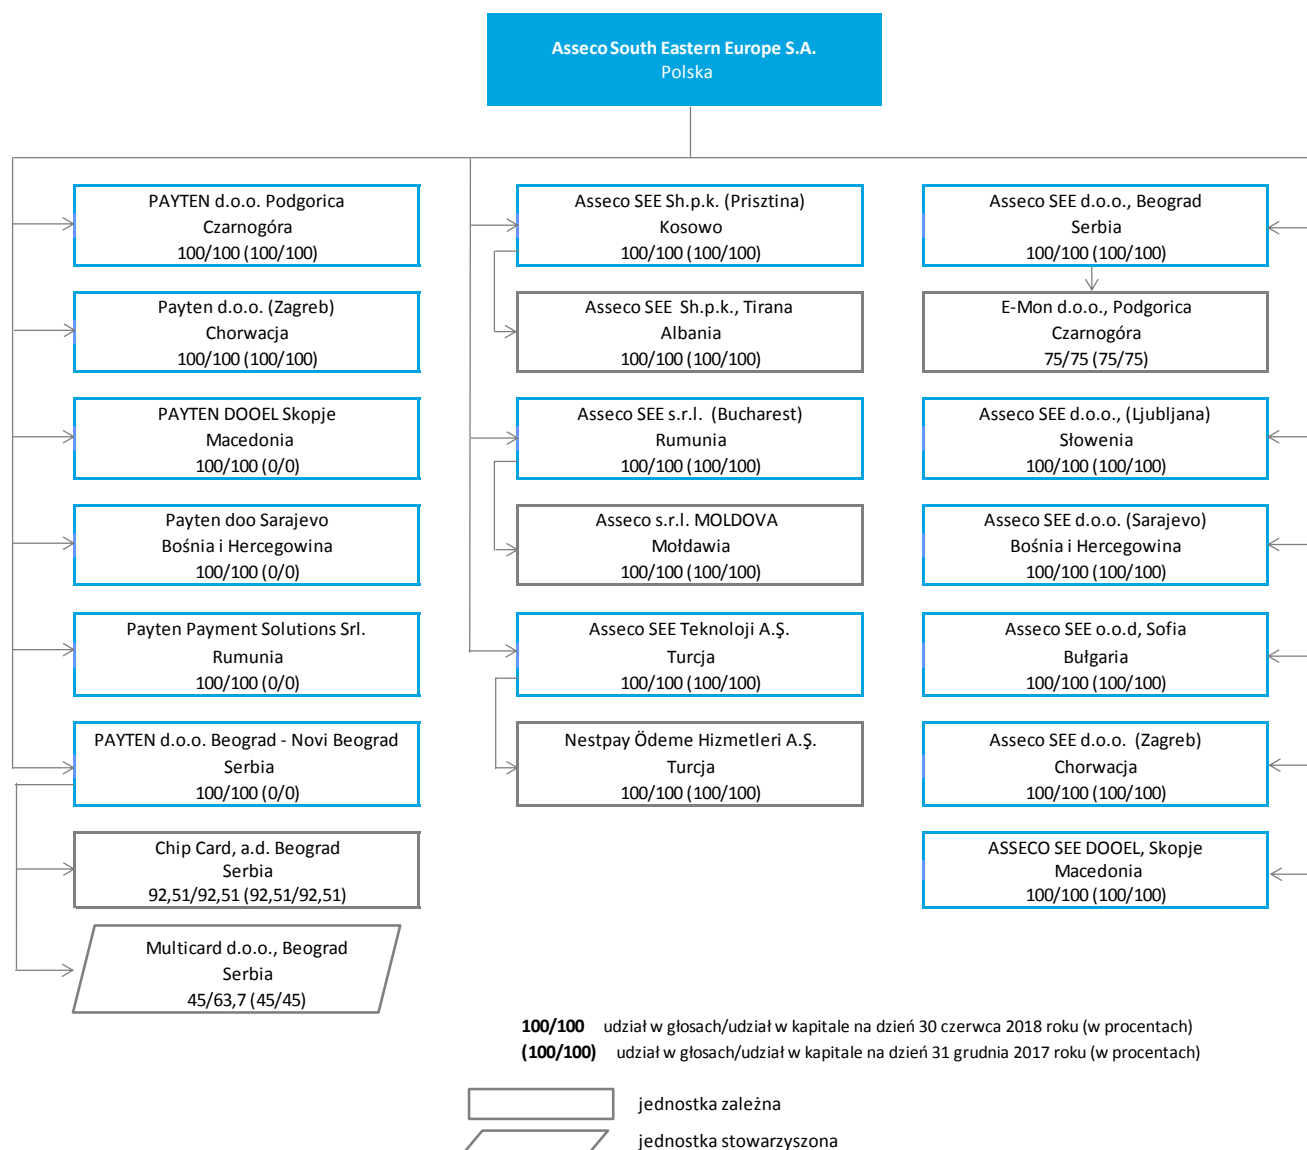 Asseco South Eastern Europe S.A.
Polska
PAYTEN d.o.o. Podgorica
Czarnogóra
100/100 (100/100)
Payten d.o.o. (Zagreb)
Chorwacja
100/100 (100/100)
PAYTEN DOOEL Skopje
Macedonia
100/100 (0/0)
Payten doo Sarajevo
Bośnia i Hercegowina
100/100 (0/0)
Payten Payment Solutions Srl.
Rumunia
100/100 (0/0)
PAYTEN d.o.o. Beograd - Novi Beograd
Serbia
100/100 (0/0)
Chip Card, a.d. Beograd
Serbia
92,51/92,51 (92,51/92,51)
Multicard d.o.o., Beograd
Serbia
45/63,7 (45/45)
Asseco SEE Sh.p.k. (Prisztina)
Kosowo
100/100 (100/100)
Asseco SEE Sh.p.k., Tirana
Albania
100/100 (100/100)
Asseco SEE s.r.l. (Bucharest)
Rumunia
100/100 (100/100)
Asseco s.r.l. MOLDOVA
Mołdawia
100/100 (100/100)
Asseco SEE Teknoloji A.Ş.
Turcja
100/100 (100/100)
Nestpay Ödeme Hizmetleri A.Ş.
Turcja
100/100 (100/100)
Asseco SEE d.o.o., Beograd
Serbia
100/100 (100/100)
E-Mon d.o.o., Podgorica
Czarnogóra
75/75 (75/75)
Asseco SEE d.o.o., (Ljubljana)
Słowenia
100/100 (100/100)
Asseco SEE d.o.o. (Sarajevo)
Bośnia i Hercegowina
100/100 (100/100)
Asseco SEE o.o.d, Sofia
Bułgaria
100/100 (100/100)
Asseco SEE d.o.o. (Zagreb)
Chorwacja
100/100 (100/100)
ASSECO SEE DOOEL, Skopje
Macedonia
100/100 (100/100)
100/100 udział w głosach/udział w kapitale na dzień 30 czerwca 2018 roku (w procentach)
(100/100) udział w głosach/udział w kapitale na dzień 31 grudnia 2017 roku (w procentach)
jednostka zależna
jednostka stowarzyszona